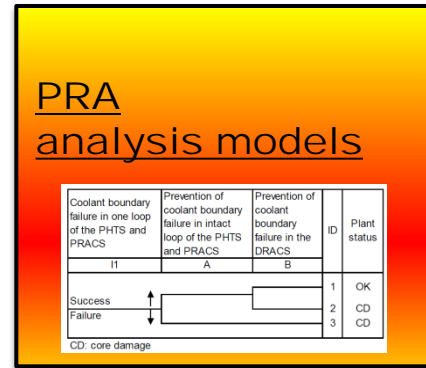 PRA
analysis models
Coolant boundary
failure in one loop
of the PHTS and
PRACS
Prevention of
coolant boundary
failure in intact
loop of the PHTS
and PRACS
Prevention of
coolant
boundary
failure in the
DRACS
ID
Plant
status
I1
A
B
Success
Failure
1
OK
2
CD
3
CD
CD: core damage